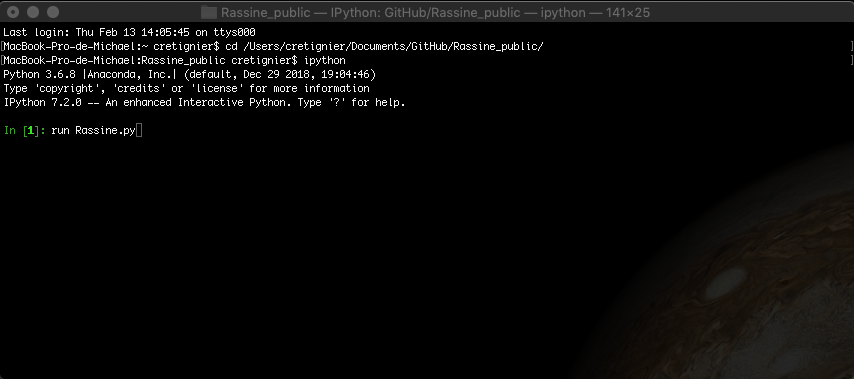 Rassine_public — IPython: GitHub/Rassine_public — ipython — 141×25
Last login: Thu Feb 13 14:05:45 on ttys000
[MacBook-Pro-de-Michael:~ cretignier$ cd /Users/cretignier/Documents/GitHub/Rassine_public/ ]
[MacBook-Pro-de-Michael:Rassine_public cretignier$ ipython ]
Python 3.6.8 |Anaconda, Inc.| (default, Dec 29 2018, 19:04:46)
Type 'copyright', 'credits' or 'license' for more information
IPython 7.2.0 -- An enhanced Interactive Python. Type '?' for help.
In [1]: run Rassine.py